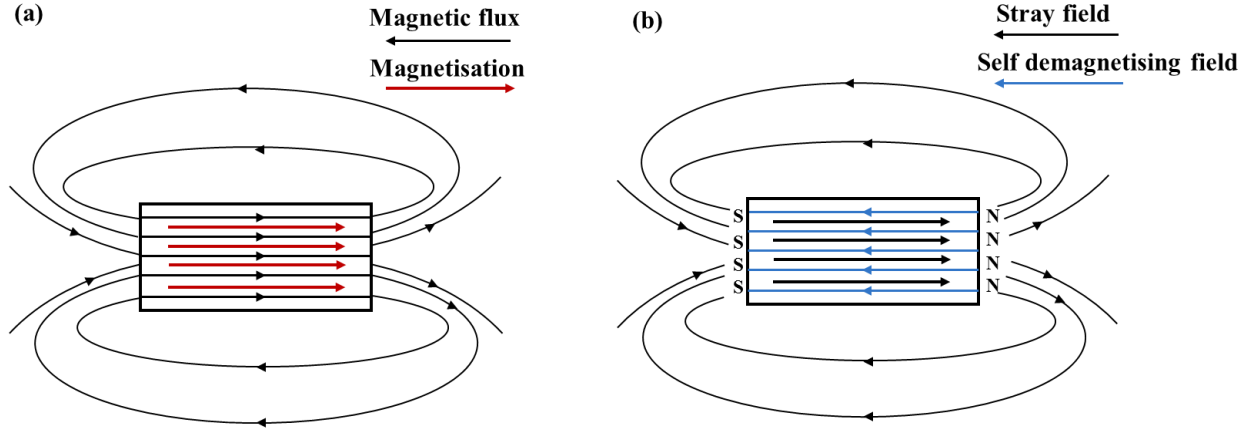 (a)
Magnetic flux
Magnetisation
(b)
Stray field
Self demagnetising field
S
S
S
S
N
N
N
N